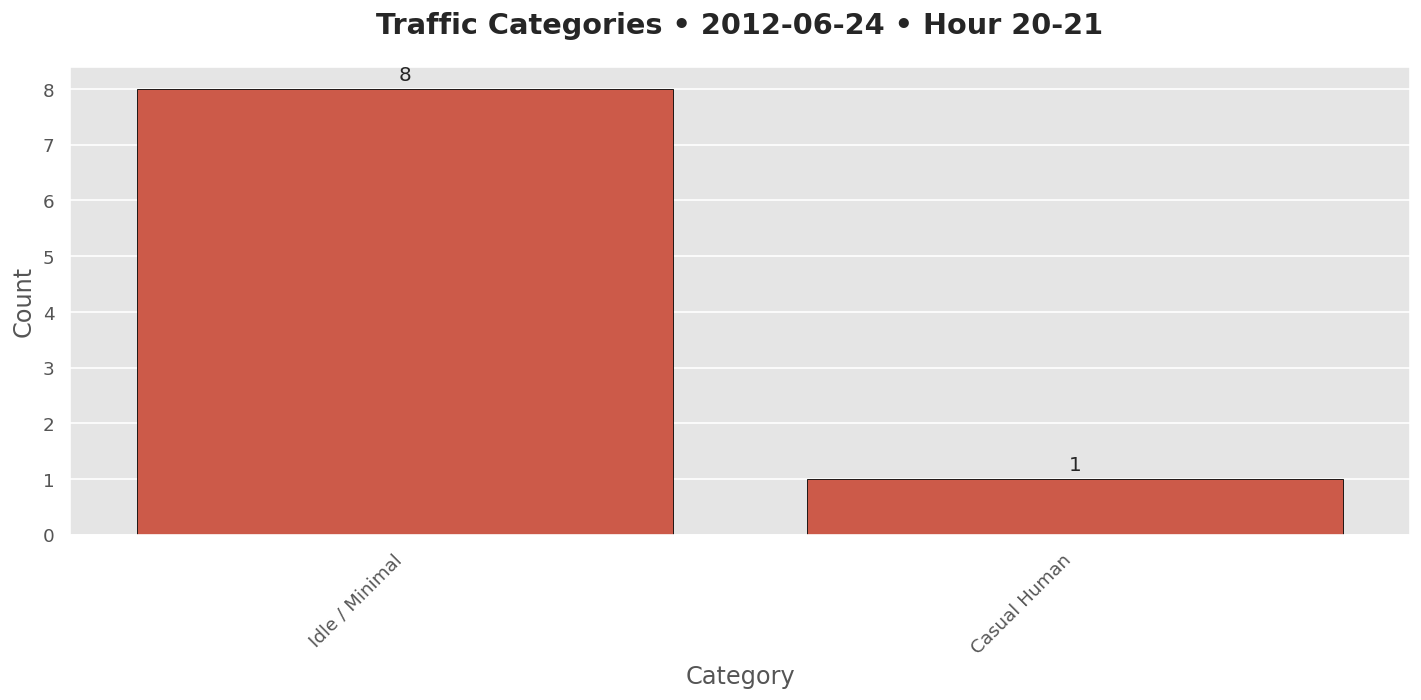 Traffic Categories • 2012-06-24 • Hour 20-21
8
8
7
6
5
4
3
2
1
1
0
Count
Idle / Minimal
Casual Human
Category